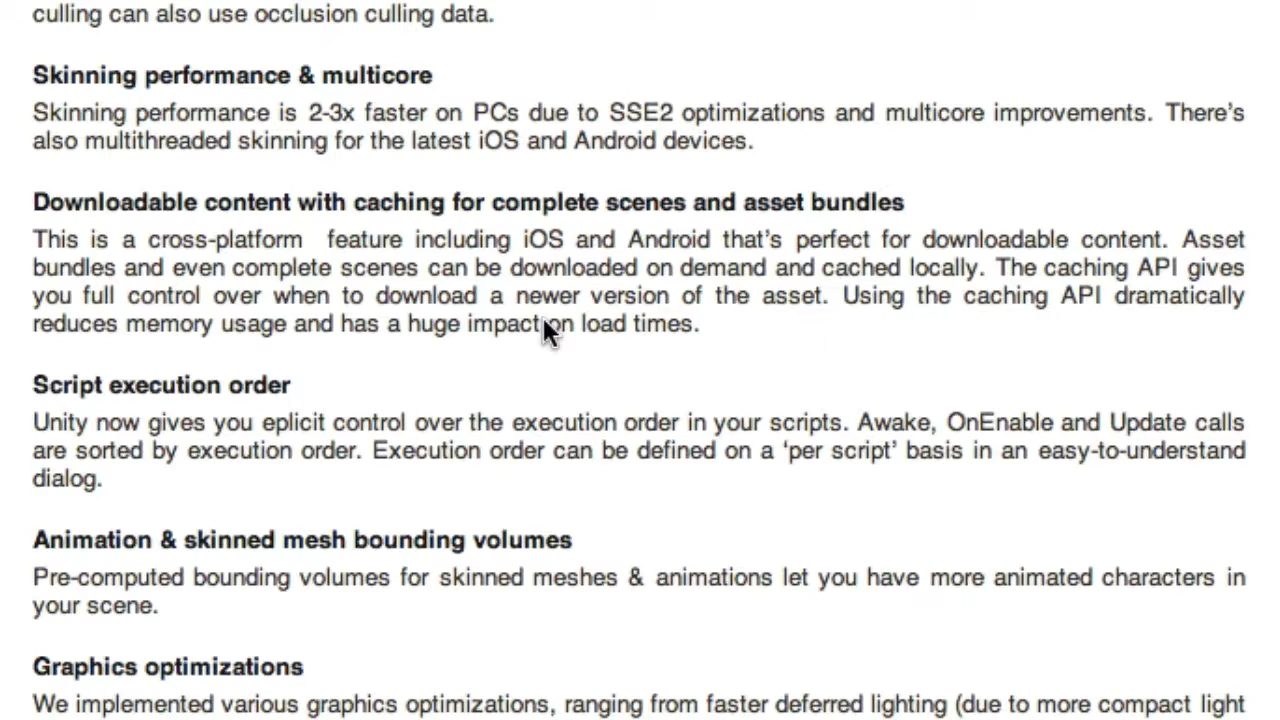 culling can also use occlusion culling data.
Skinning performance & multicore
Skinning performance is 2-3x faster on PCs due to SSE2 optimizations and multicore improvements. There's
also multithreaded skinning for the latest iOS and Android devices.
Downloadable content with caching for complete scenes and asset bundles
This is a cross-platform  feature including iOS and Android that's perfect for downloadable content. Asset
bundles and even complete scenes can be downloaded on demand and cached locally. The caching API gives
you full control over when to download a newer version of the asset. Using the caching API dramatically
reduces memory usage and has a huge impact on load times.
Script execution order
Unity now gives you eplicit control over the execution order in your scripts. Awake, OnEnable and Update calls
are sorted by execution order. Execution order can be defined on a 'per script' basis in an easy-to-understand
dialog.
Animation & skinned mesh bounding volumes
Pre-computed bounding volumes for skinned meshes & animations let you have more animated characters in
your scene.
Graphics optimizations
We implemented various graphics optimizations, ranging from faster deferred lighting (due to more compact light